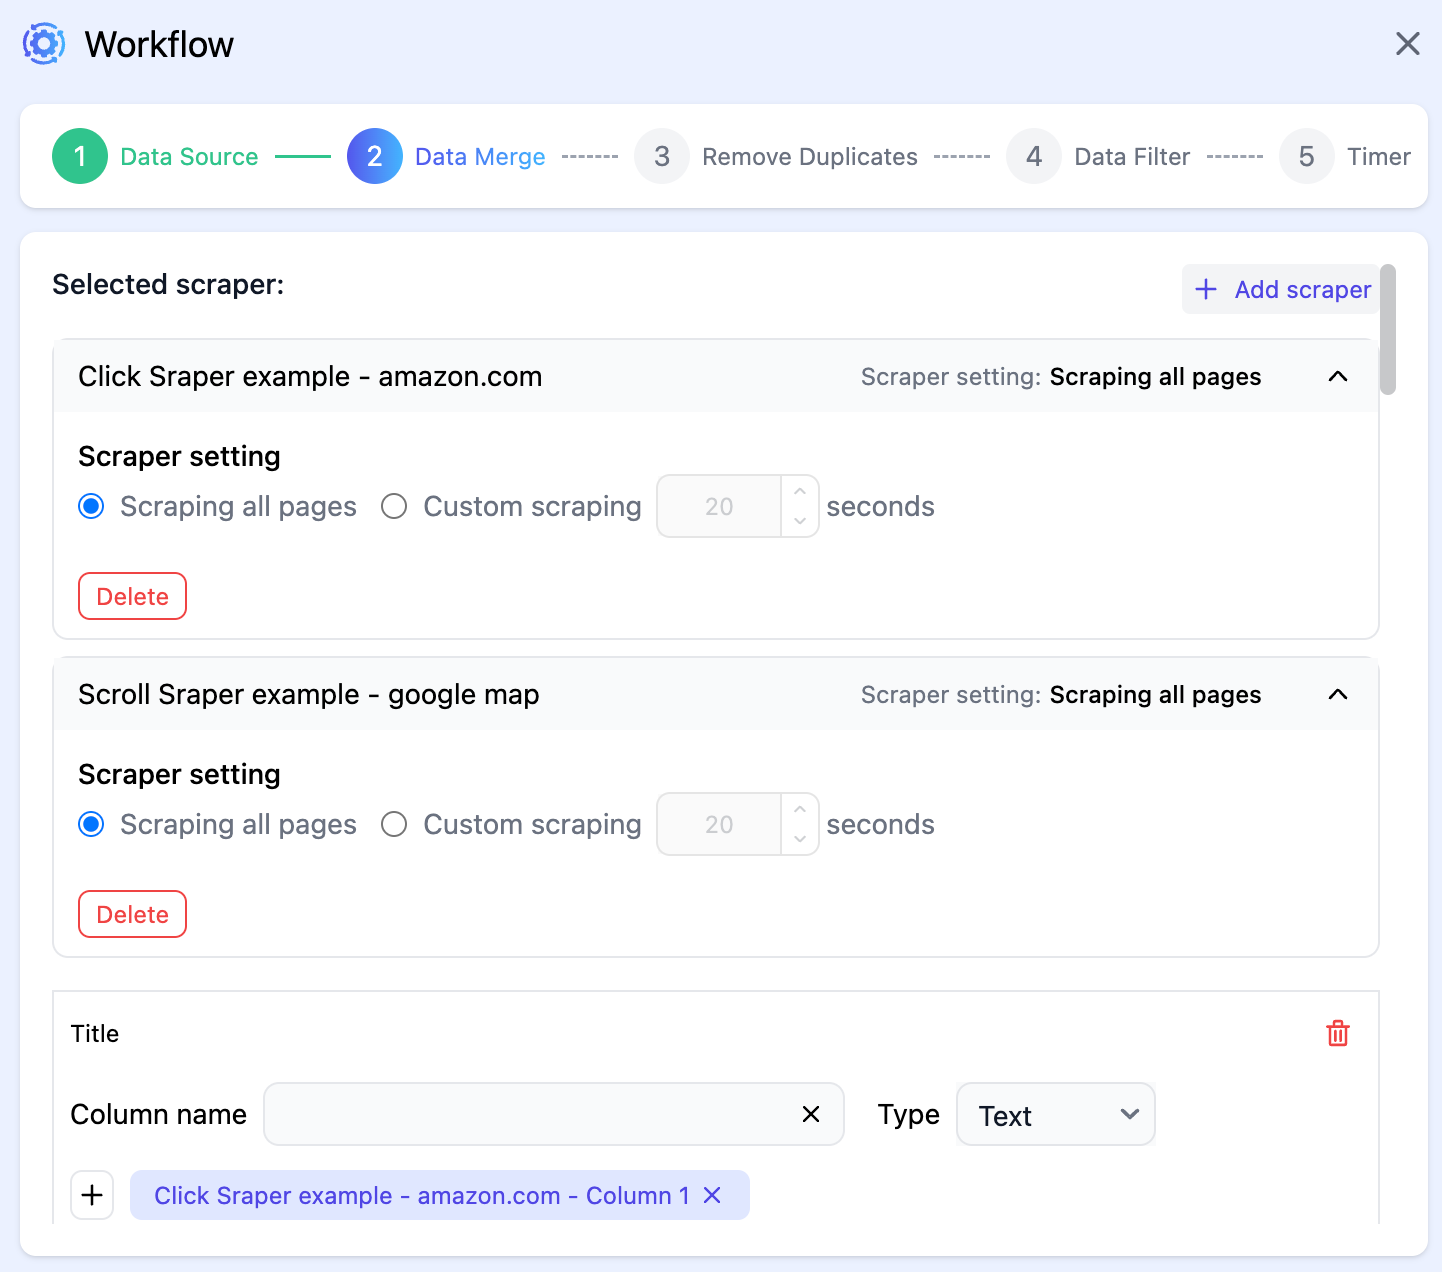 Workflow
1 Data Source 2 Data Merge 3 Remove Duplicates 4 Data Filter 5 Timer
Selected scraper:
+ Add scraper
Click Sraper example - amazon.com Scraper setting: Scraping all pages
Scraper setting
Scraping all pages Custom scraping 20 seconds
Delete
Scroll Sraper example - google map Scraper setting: Scraping all pages
Scraper setting
Scraping all pages Custom scraping 20 seconds
Delete
Title
Column name Type Text
Click Sraper example - amazon.com - Column 1